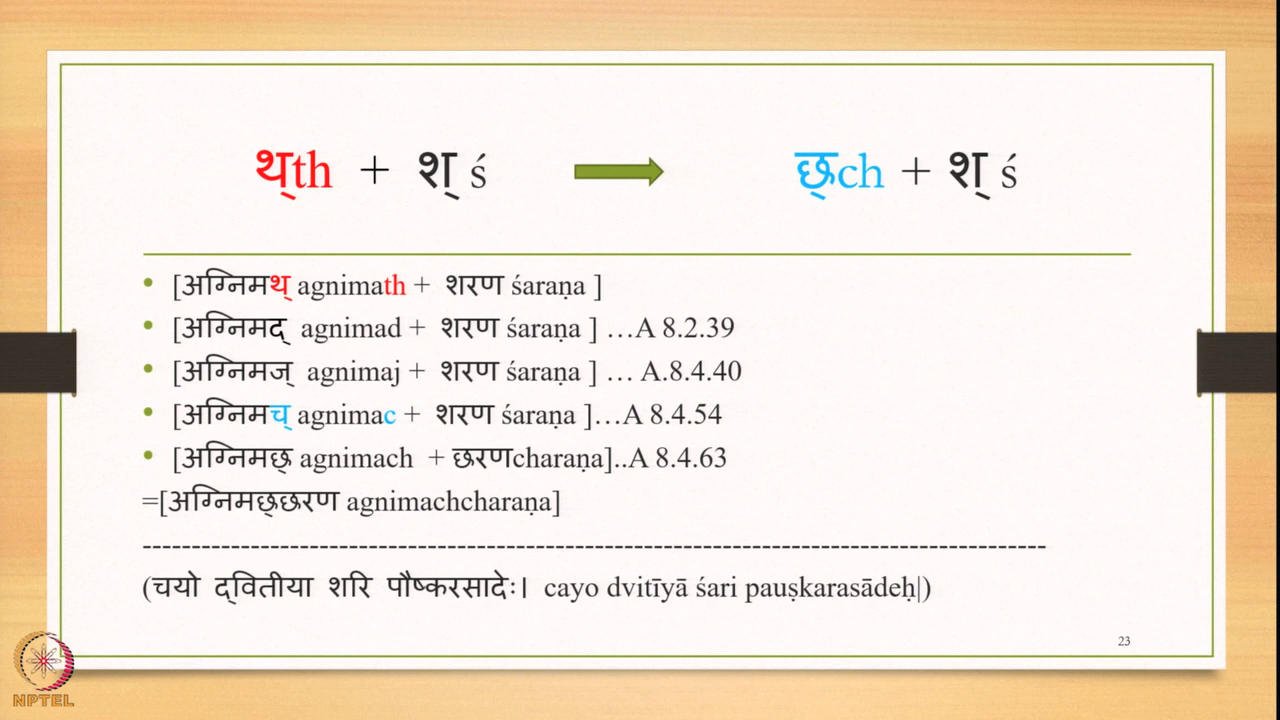 थ्th + श् ś → छ्ch + श् ś
• [अग्निमथ् agnimath + शरण śaraṇa ]
• [अग्निमद् agnimad + शरण śaraṇa ] …A 8.2.39
• [अग्निमज् agnimaj + शरण śaraṇa ] … A.8.4.40
• [अग्निमच् agnimac + शरण śaraṇa ]…A 8.4.54
• [अग्निमछ् agnimach + छरणcharaṇa]..A 8.4.63
=[अग्निमछ्छरण agnimachcharaṇa]
--------------------------------------------------------------------------------------------
(चयो द्वितीया शरि पौष्करसादेः। cayo dvitīyā śari pauṣkarasādeḥ|)
23
NPTEL